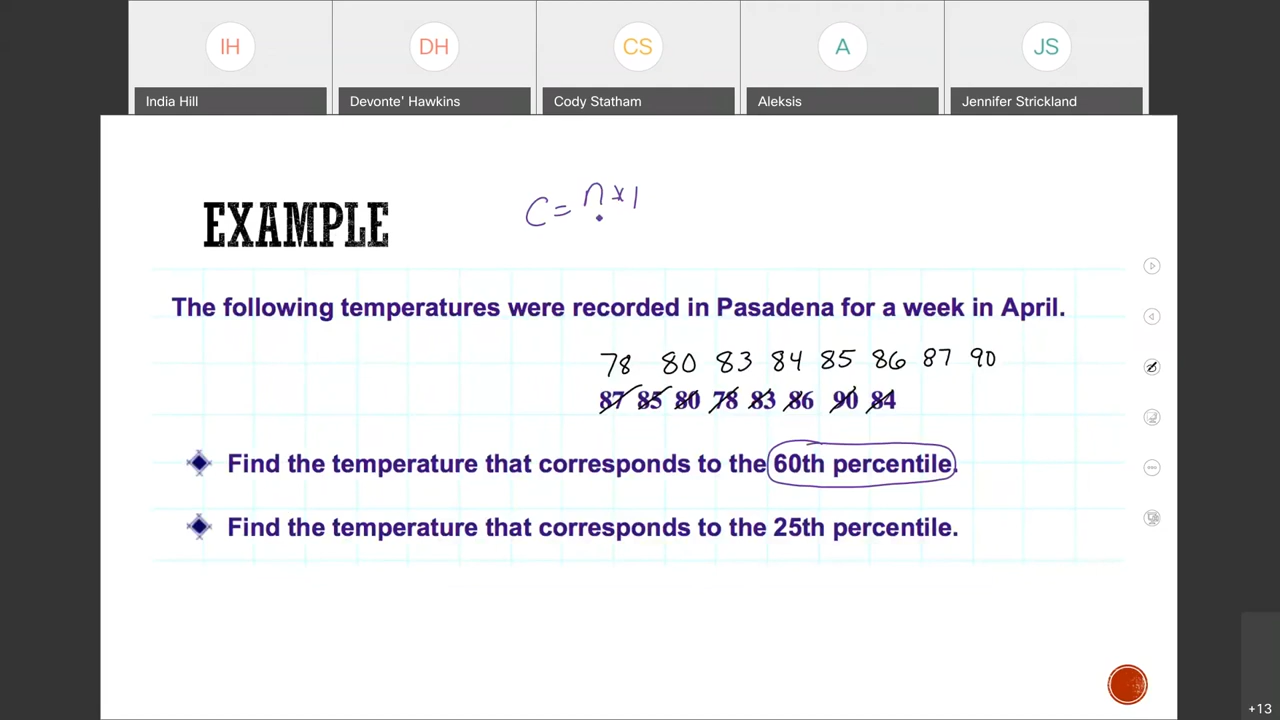 IH DH CS A JS
India Hill Devonte' Hawkins Cody Statham Aleksis Jennifer Strickland
C = n *
EXAMPLE
The following temperatures were recorded in Pasadena for a week in April.
78 80 83 84 85 86 87 90
87 85 80 78 83 86 90 84
Find the temperature that corresponds to the 60th percentile.
Find the temperature that corresponds to the 25th percentile.
+13